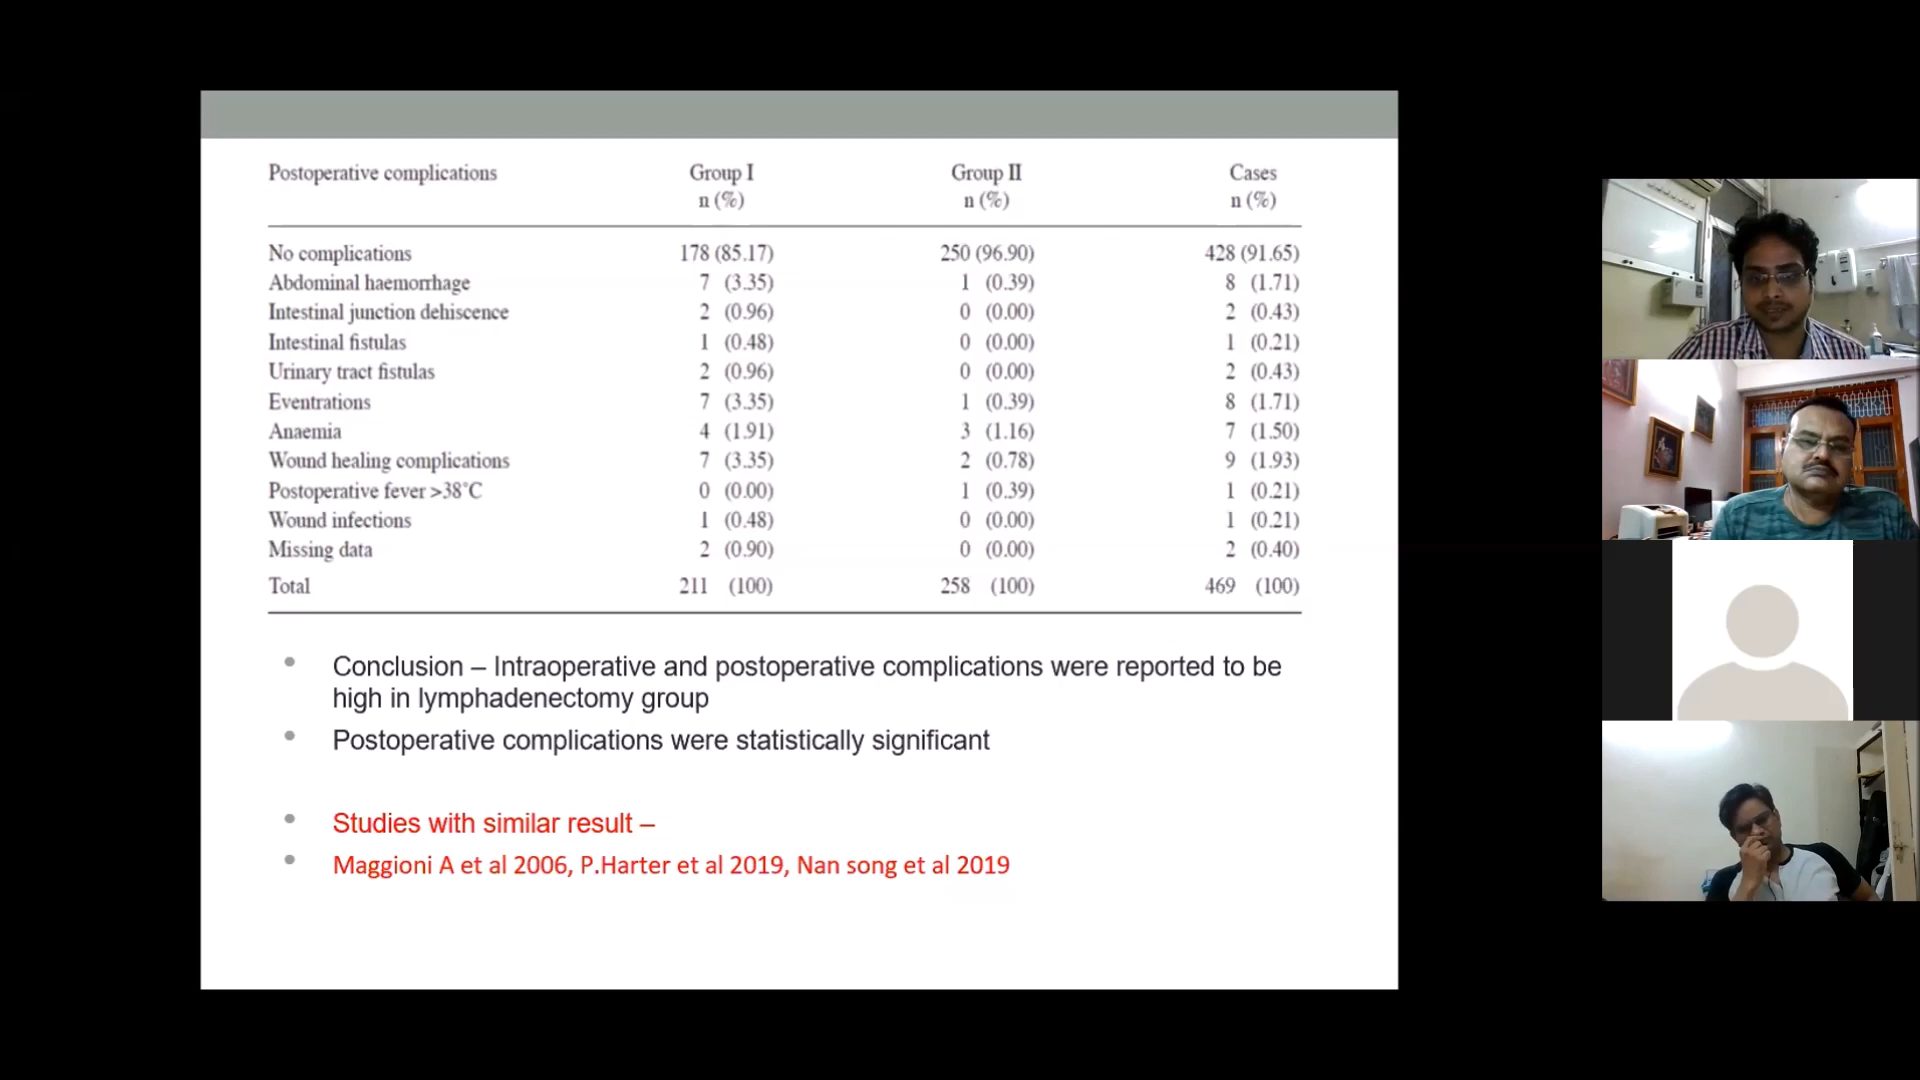 Postoperative complications Group I Group II Cases
n (%) n (%) n (%)
No complications 178 (85.17) 250 (96.90) 428 (91.65)
Abdominal haemorrhage 7 (3.35) 1 (0.39) 8 (1.71)
Intestinal junction dehiscence 2 (0.96) 0 (0.00) 2 (0.43)
Intestinal fistulas 1 (0.48) 0 (0.00) 1 (0.21)
Urinary tract fistulas 2 (0.96) 0 (0.00) 2 (0.43)
Eventrations 7 (3.35) 1 (0.39) 8 (1.71)
Anaemia 4 (1.91) 3 (1.16) 7 (1.50)
Wound healing complications 7 (3.35) 2 (0.78) 9 (1.93)
Postoperative fever >38°C 0 (0.00) 1 (0.39) 1 (0.21)
Wound infections 1 (0.48) 0 (0.00) 1 (0.21)
Missing data 2 (0.90) 0 (0.00) 2 (0.40)
Total 211 (100) 258 (100) 469 (100)
• Conclusion – Intraoperative and postoperative complications were reported to be
high in lymphadenectomy group
• Postoperative complications were statistically significant
• Studies with similar result –
• Maggioni A et al 2006, P.Harter et al 2019, Nan song et al 2019